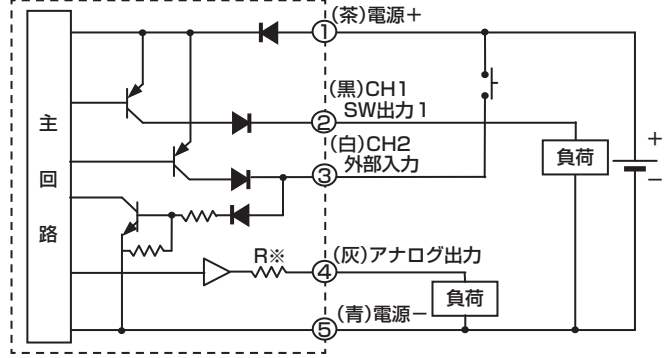 ①(茶)電源+
(黒)CH1
②SW出力1
(白)CH2
③外部入力
主回路
負荷
+
−
R※
④(灰)アナログ出力
負荷
⑤(青)電源−